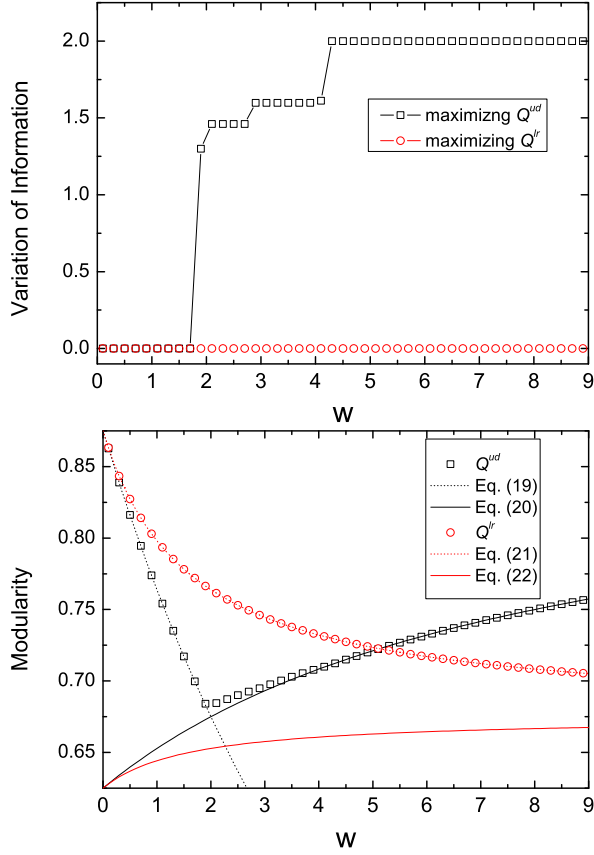 Variation of Information
2.0
1.5
1.0
0.5
0.0
maximizng Q^ud
maximizing Q^lr
0 1 2 3 4 5 6 7 8 9
w
Modularity
0.85
0.80
0.75
0.70
0.65
Q^ud
Eq. (19)
Eq. (20)
Q^lr
Eq. (21)
Eq. (22)
0 1 2 3 4 5 6 7 8 9
w